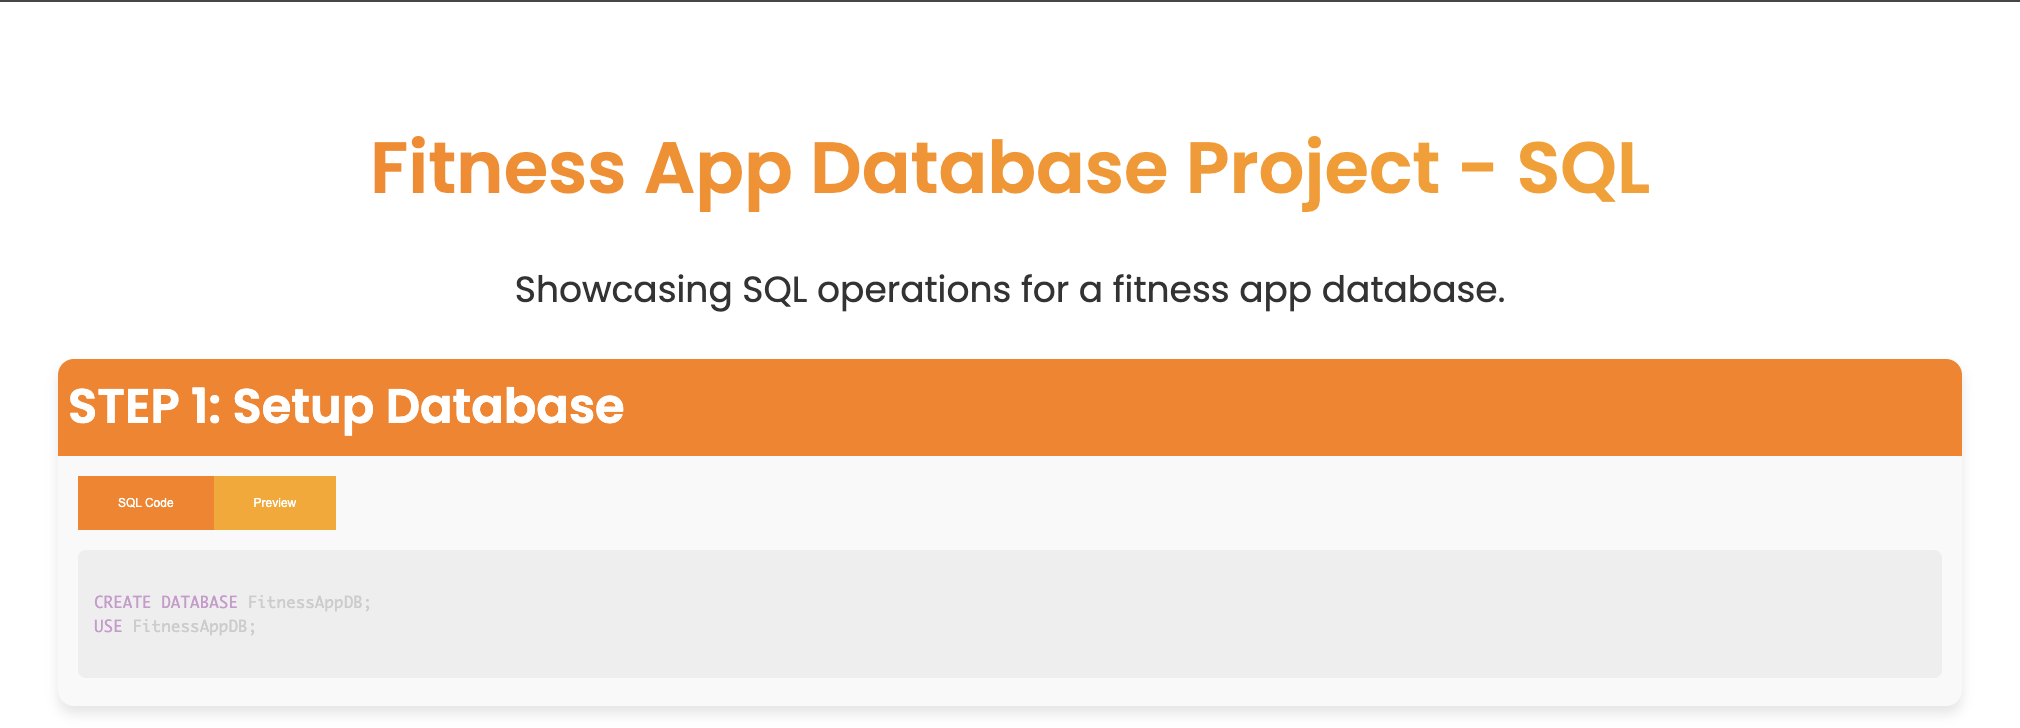 Fitness App Database Project - SQL
Showcasing SQL operations for a fitness app database.
STEP 1: Setup Database
SQL Code
Preview
CREATE DATABASE FitnessAppDB;
USE FitnessAppDB;